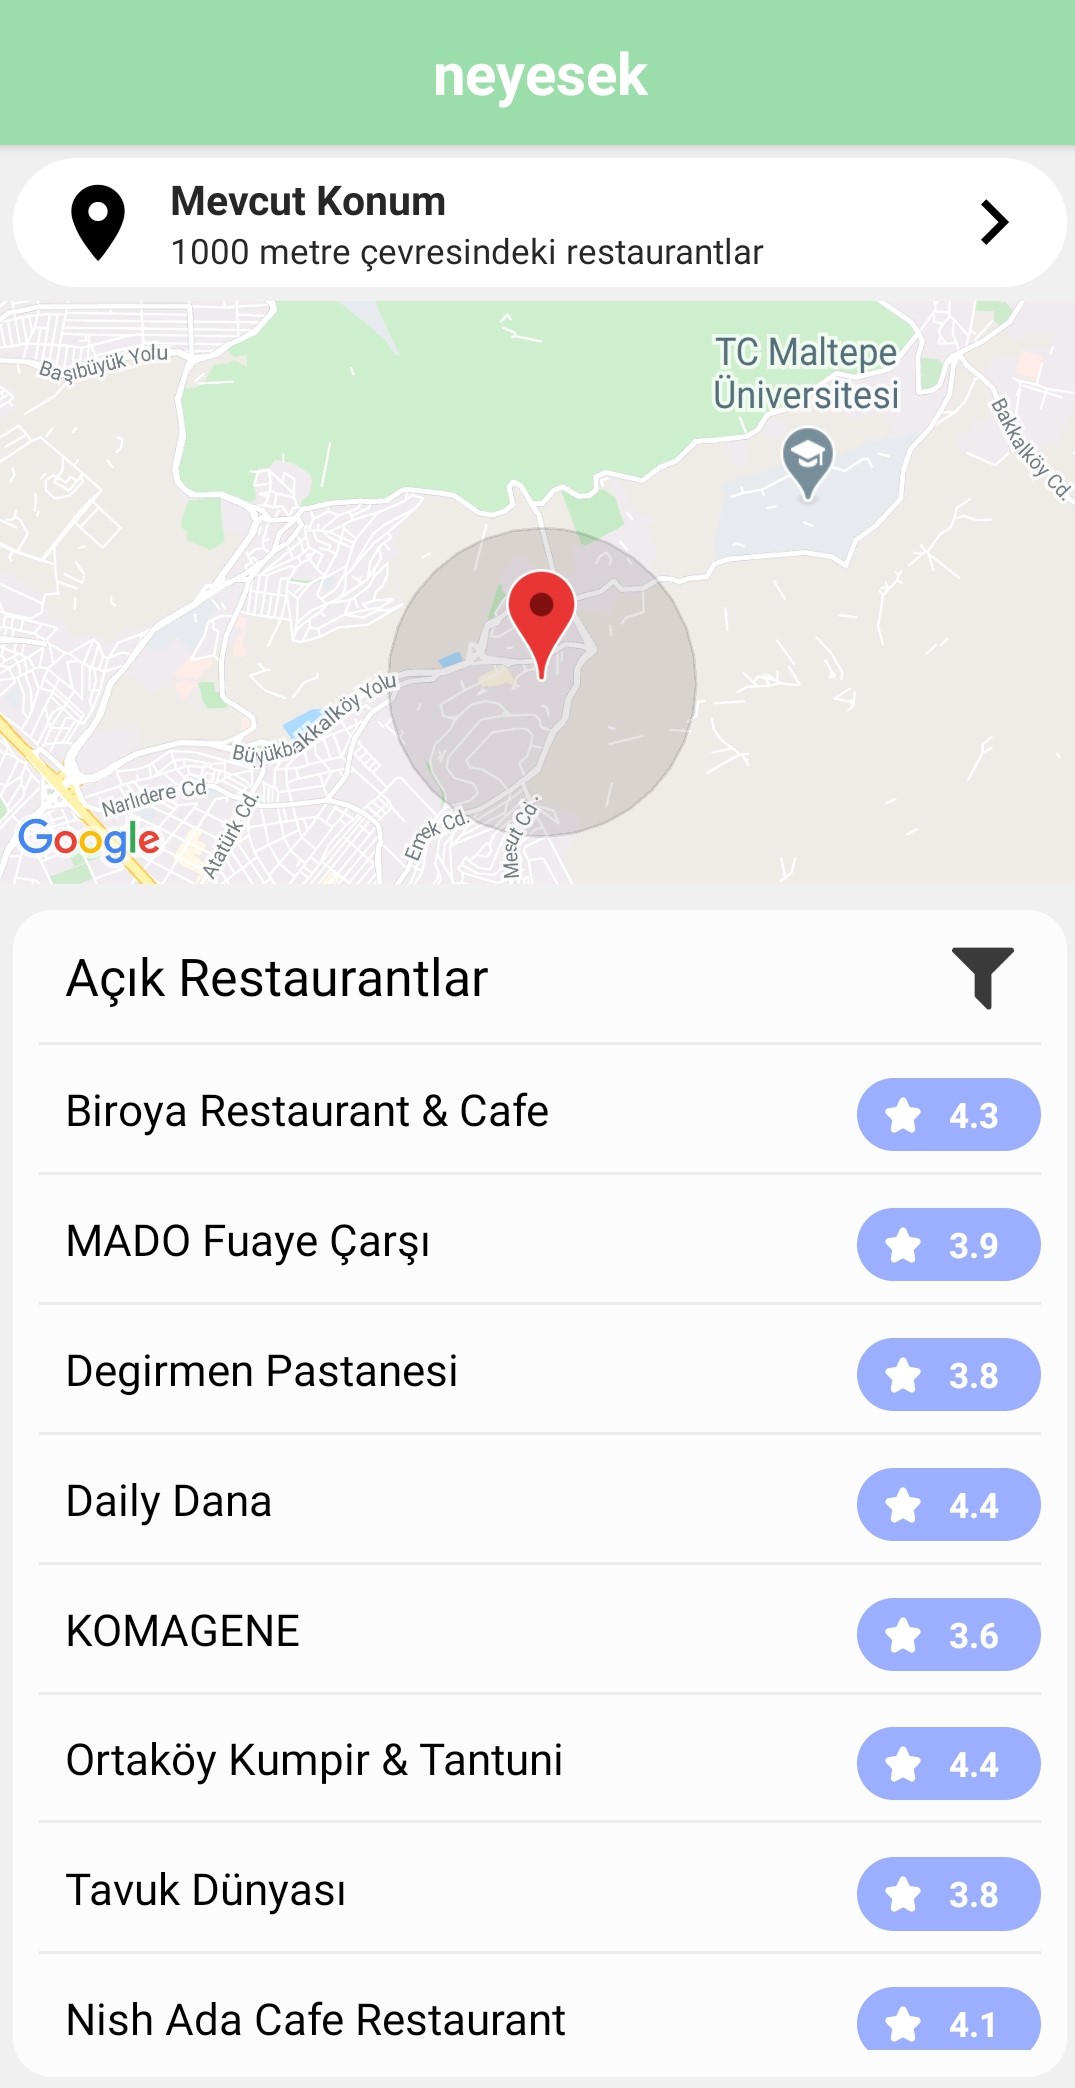 neyesek
Mevcut Konum
1000 metre çevresindeki restaurantlar
Başıbüyük Yolu
TC Maltepe
Üniversitesi
Bakkalköy Cd.
Büyükbakkalköy Yolu
Narlıdere Cd
Atatürk Cd.
Emek Cd.
Mesut Cd.
Google
Açık Restaurantlar
Biroya Restaurant & Cafe 4.3
MADO Fuaye Çarşı 3.9
Degirmen Pastanesi 3.8
Daily Dana 4.4
KOMAGENE 3.6
Ortaköy Kumpir & Tantuni 4.4
Tavuk Dünyası 3.8
Nish Ada Cafe Restaurant 4.1